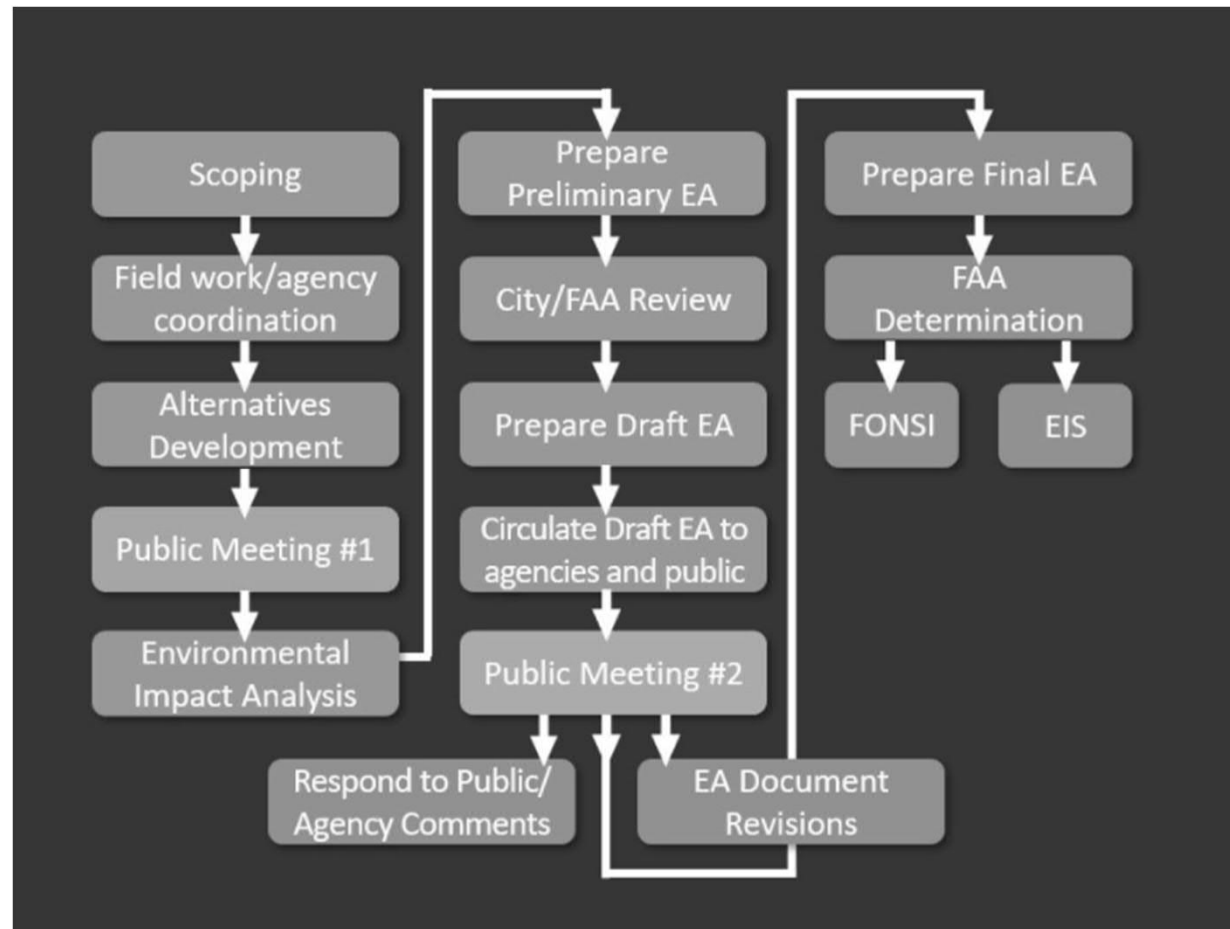 Scoping
Field work/agency
coordination
Alternatives
Development
Public Meeting #1
Environmental
Impact Analysis
Prepare
Preliminary EA
City/FAA Review
Prepare Draft EA
Circulate Draft EA to
agencies and public
Public Meeting #2
Respond to Public/
Agency Comments
EA Document
Revisions
Prepare Final EA
FAA
Determination
FONSI
EIS